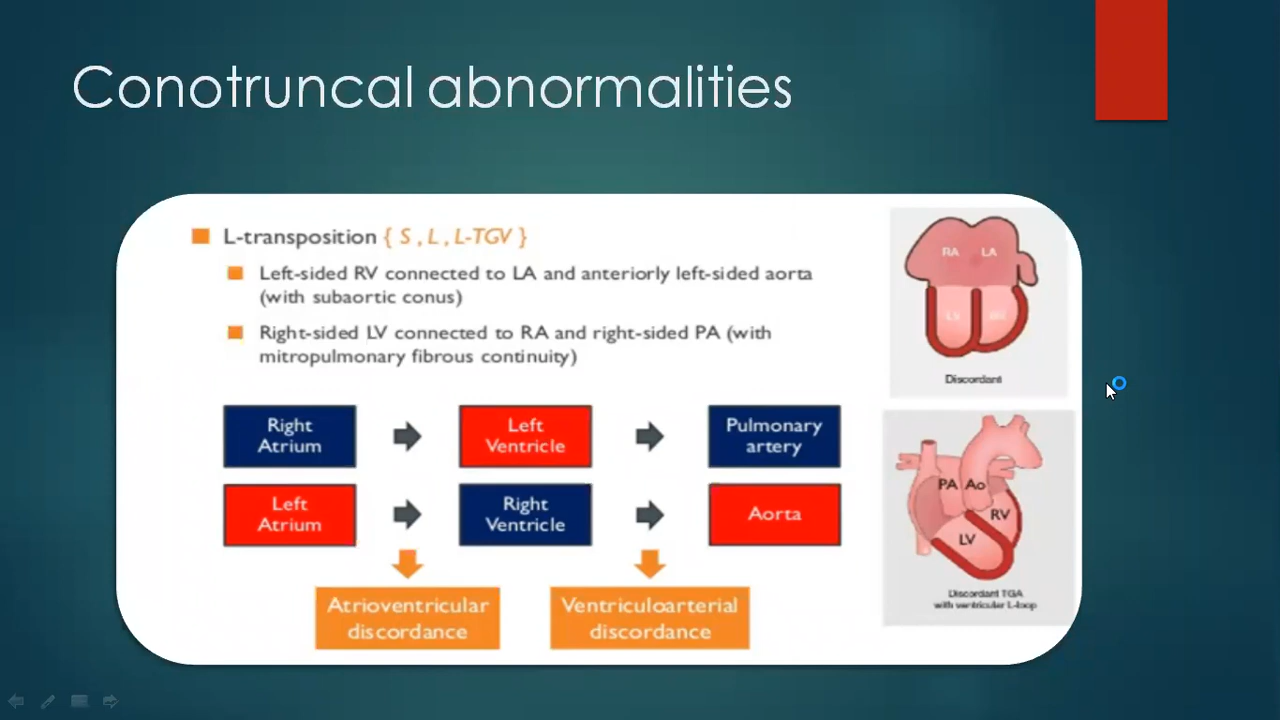 Conotruncal abnormalities
L-transposition { S , L , L-TGV }
Left-sided RV connected to LA and anteriorly left-sided aorta
(with subaortic conus)
Right-sided LV connected to RA and right-sided PA (with
mitropulmonary fibrous continuity)
Right
Atrium
Left
Ventricle
Pulmonary
artery
Left
Atrium
Right
Ventricle
Aorta
Atrioventricular
discordance
Ventriculoarterial
discordance
RA LA
LV
Discordant
PA Ao
RV
LV
Discordant TGA
with ventricular L-loop